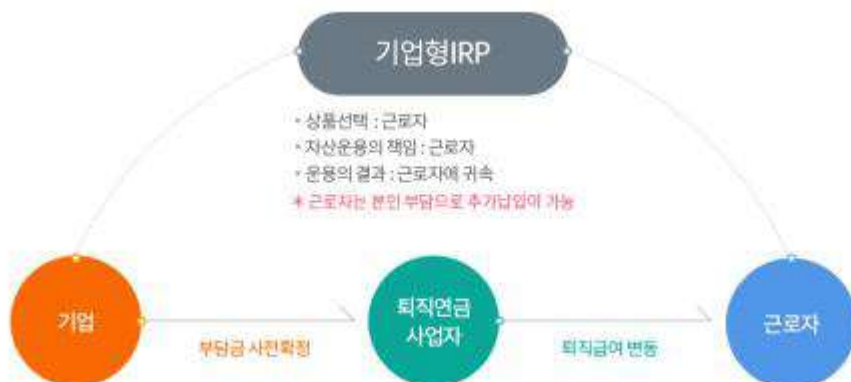 기업형IRP
• 상품선택 : 근로자
• 자산운용의 책임 : 근로자
• 운용의 결과 : 근로자에 귀속
* 근로자는 본인 부담으로 추가납입이 가능
기업
퇴직연금
사업자
근로자
부담금 사전확정
퇴직급여 변동